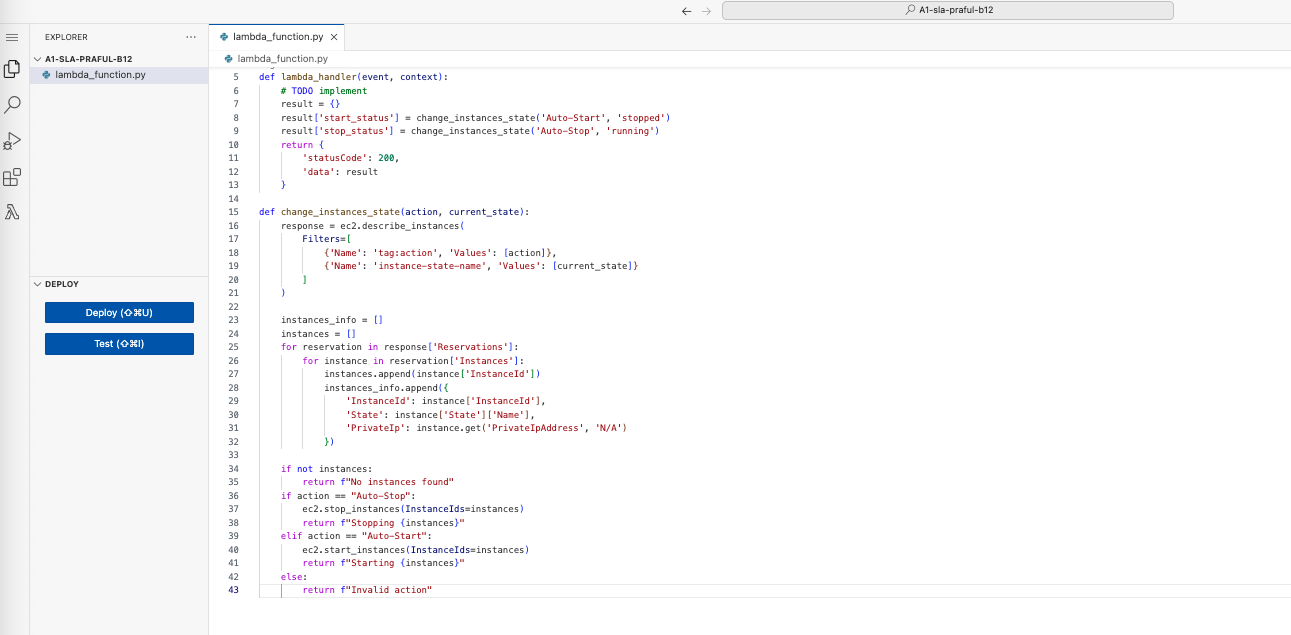 A1-sla-praful-b12
EXPLORER ...
A1-SLA-PRAFUL-B12
lambda_function.py
DEPLOY
Deploy (⇧⌘U)
Test (⇧⌘I)
lambda_function.py ×
lambda_function.py
5 def lambda_handler(event, context):
6     # TODO implement
7     result = {}
8     result['start_status'] = change_instances_state('Auto-Start', 'stopped')
9     result['stop_status'] = change_instances_state('Auto-Stop', 'running')
10     return {
11         'statusCode': 200,
12         'data': result
13     }
14
15 def change_instances_state(action, current_state):
16     response = ec2.describe_instances(
17         Filters=[
18             {'Name': 'tag:action', 'Values': [action]},
19             {'Name': 'instance-state-name', 'Values': [current_state]}
20         ]
21     )
22
23     instances_info = []
24     instances = []
25     for reservation in response['Reservations']:
26         for instance in reservation['Instances']:
27             instances.append(instance['InstanceId'])
28             instances_info.append({
29                 'InstanceId': instance['InstanceId'],
30                 'State': instance['State']['Name'],
31                 'PrivateIp': instance.get('PrivateIpAddress', 'N/A')
32             })
33
34     if not instances:
35         return f"No instances found"
36     if action == "Auto-Stop":
37         ec2.stop_instances(InstanceIds=instances)
38         return f"Stopping {instances}"
39     elif action == "Auto-Start":
40         ec2.start_instances(InstanceIds=instances)
41         return f"Starting {instances}"
42     else:
43         return f"Invalid action"